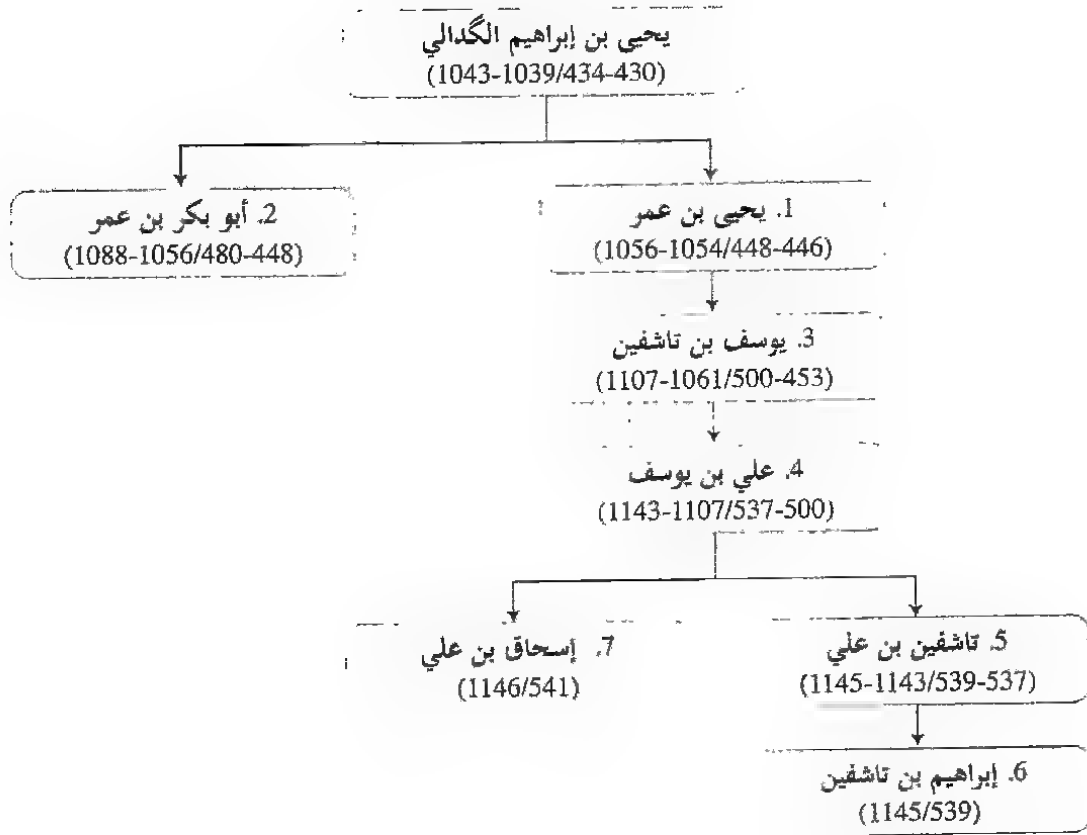 يحيى بن إبراهيم الگدالي
(1043-1039/434-430)
1. يحيى بن عمر
(1056-1054/448-446)
2. أبو بكر بن عمر
(1088-1056/480-448)
3. يوسف بن تاشفين
(1107-1061/500-453)
4. علي بن يوسف
(1143-1107/537-500)
5. تاشفين بن علي
(1145-1143/539-537)
7. إسحاق بن علي
(1146/541)
6. إبراهيم بن تاشفين
(1145/539)